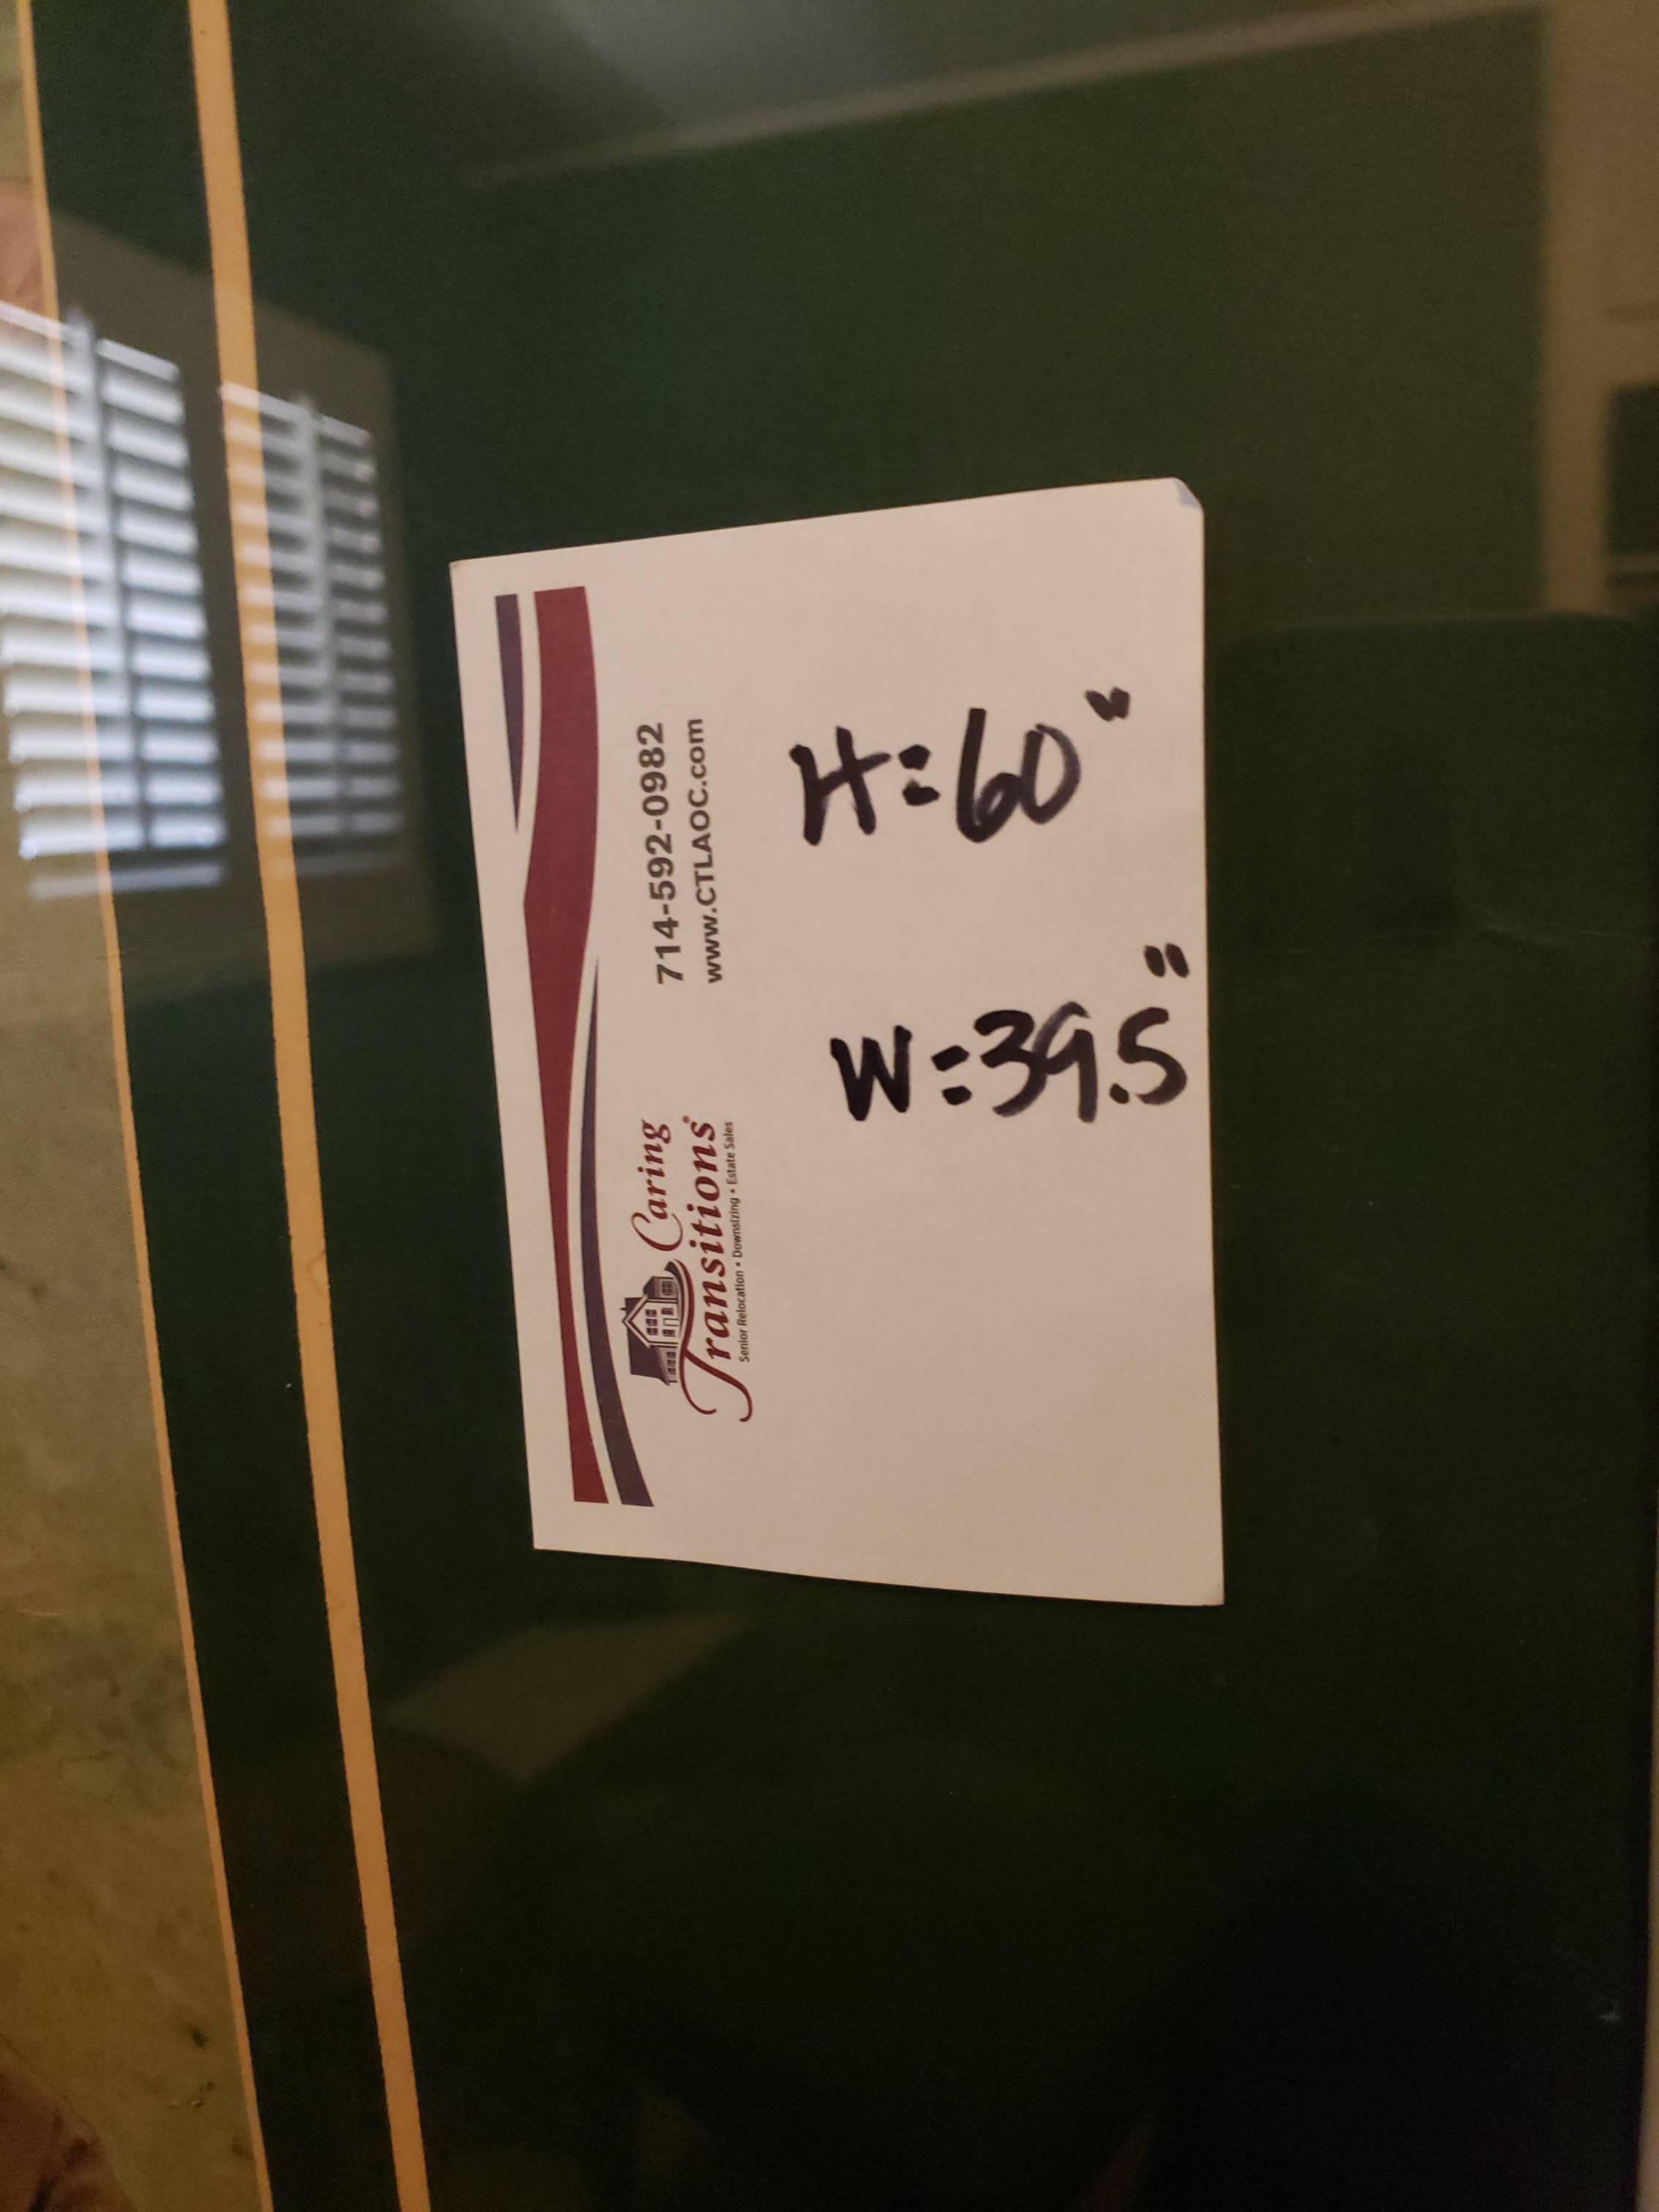 714-592-0982
www.CTLAOC.com
Caring
Transitions®
Senior Relocation • Downsizing • Estate Sales
H:60"
W:39.5"